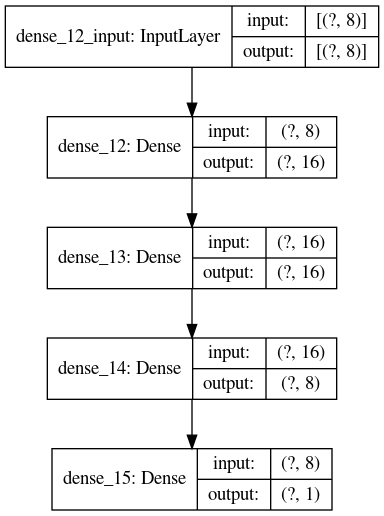 dense_12_input: InputLayer
input: [(?, 8)]
output: [(?, 8)]
dense_12: Dense
input: (?, 8)
output: (?, 16)
dense_13: Dense
input: (?, 16)
output: (?, 16)
dense_14: Dense
input: (?, 16)
output: (?, 8)
dense_15: Dense
input: (?, 8)
output: (?, 1)